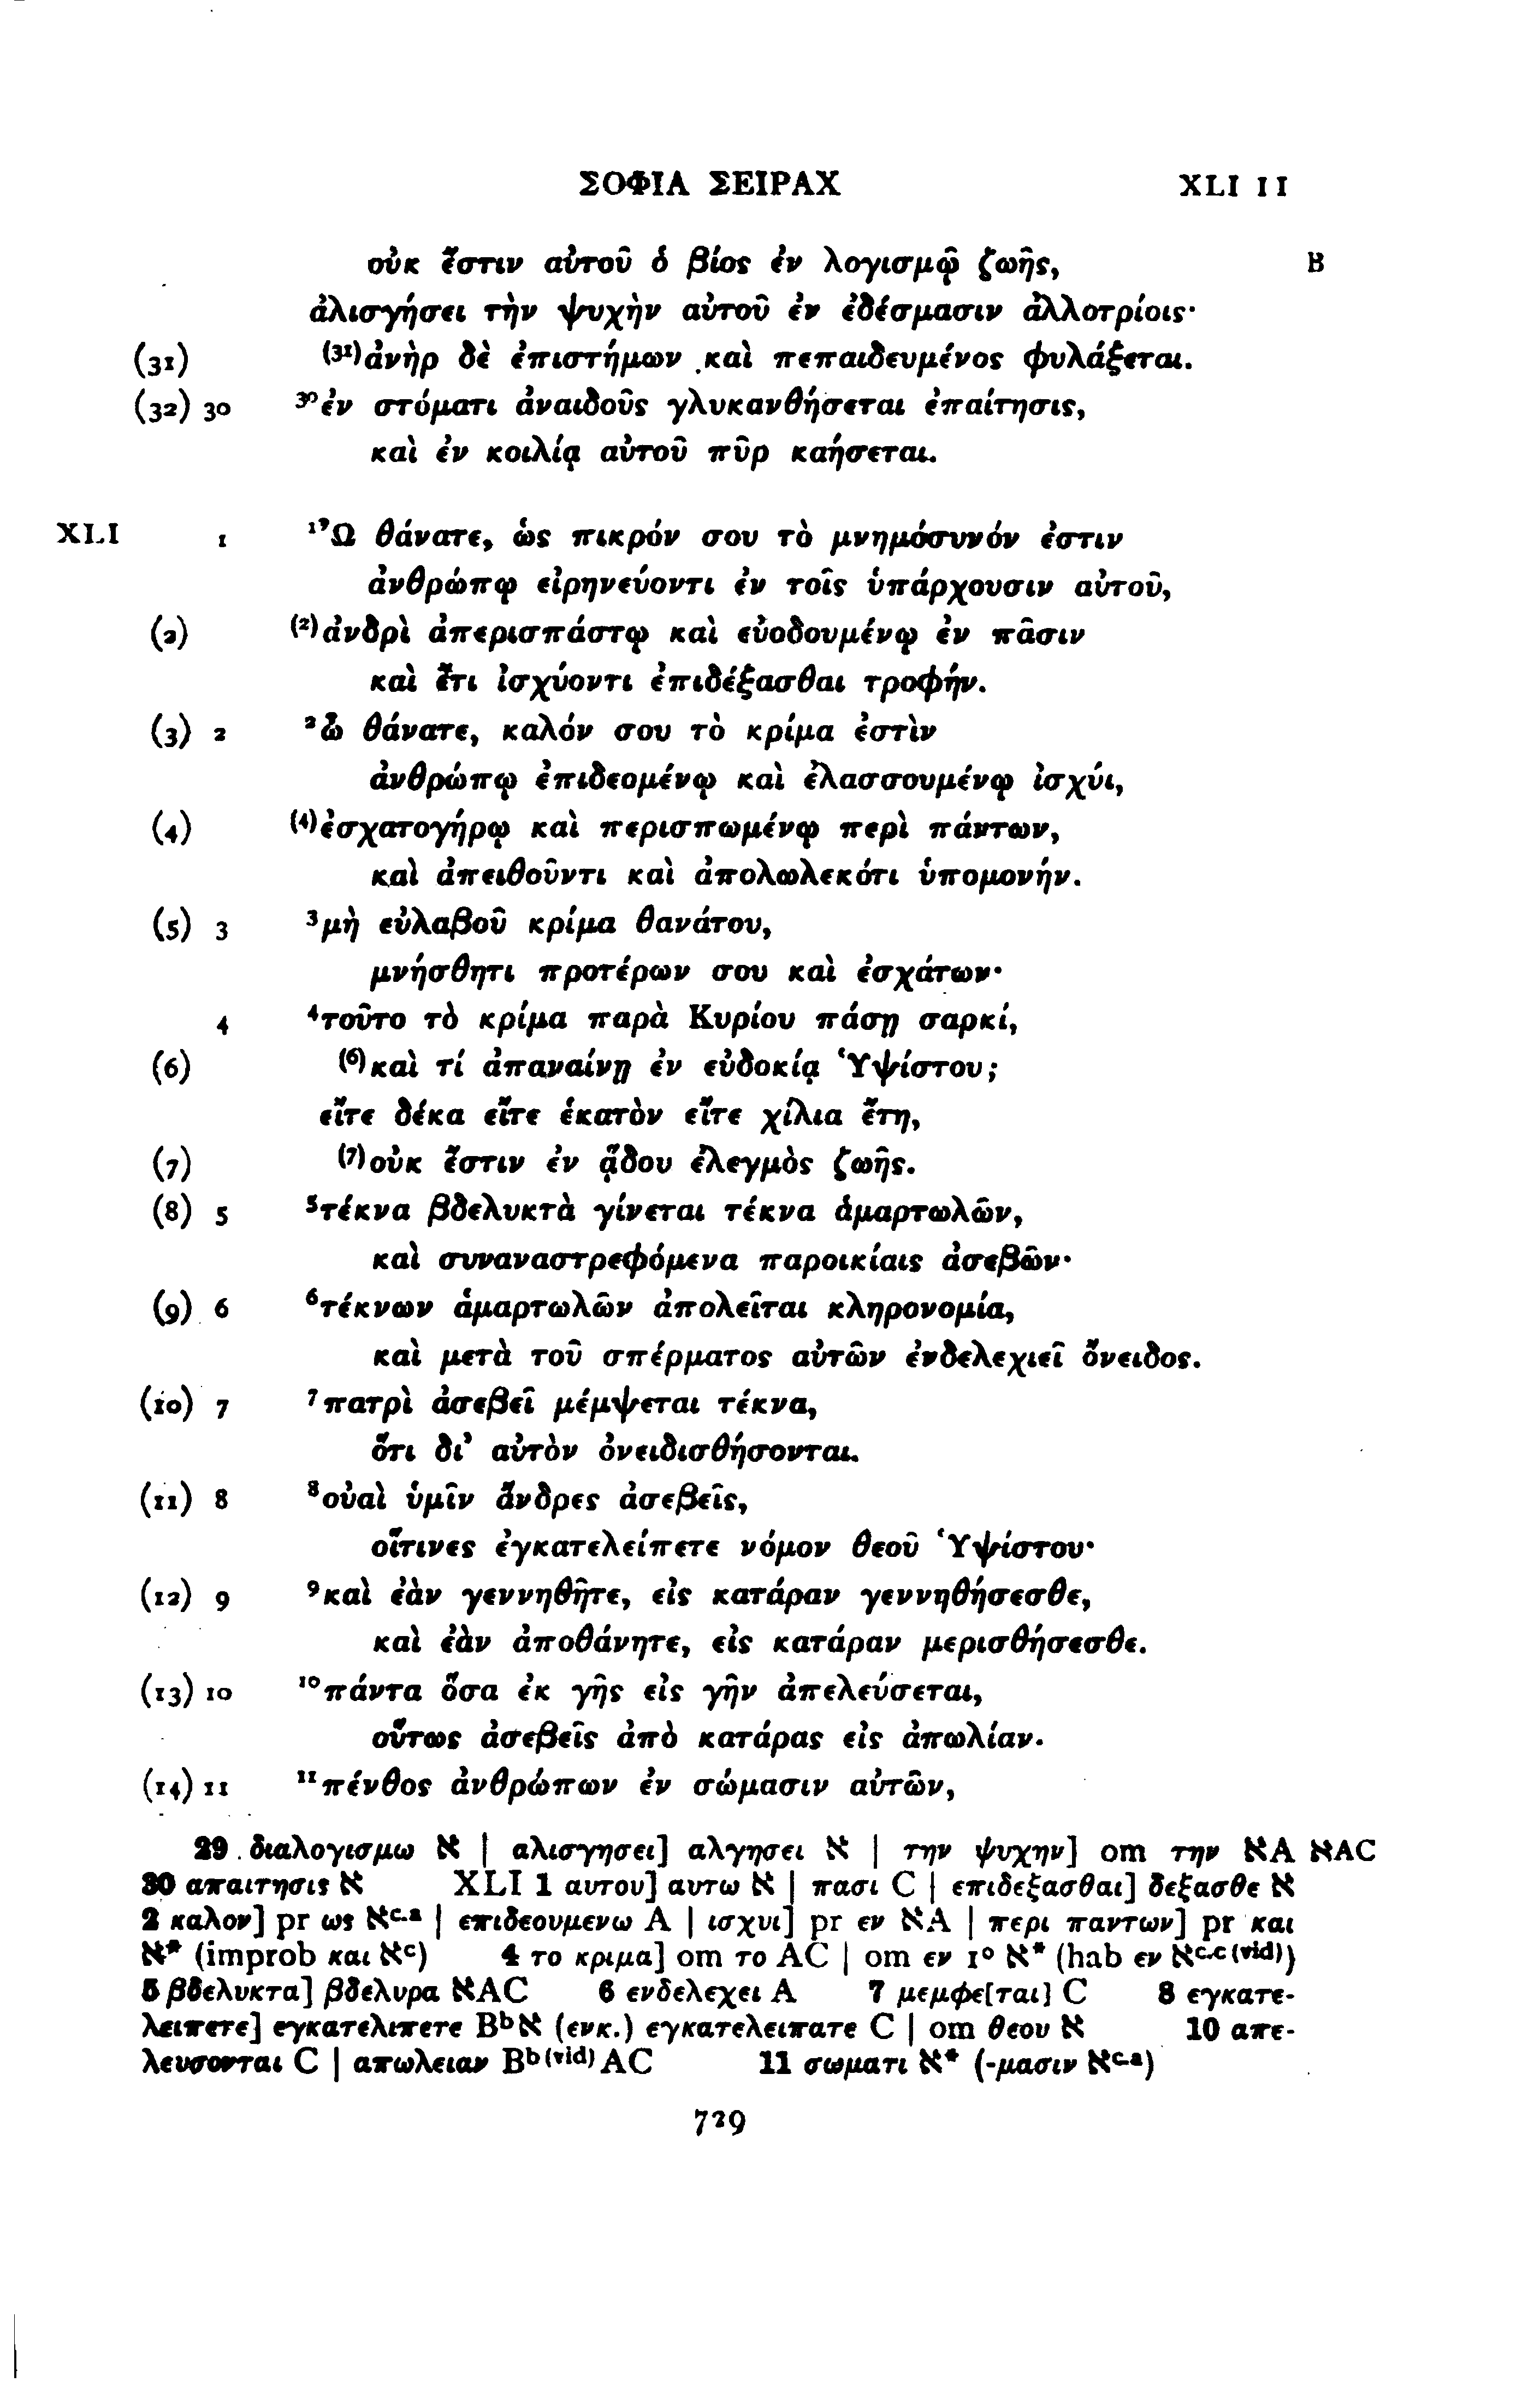 ΣΟΦΙΑ ΣΕΙΡΑΧ XLI 11
οὐκ ἔστιν αὐτοῦ ὁ βίος ἐν λογισμῷ ζωῆς, B
ἀλισγήσει τὴν ψυχὴν αὐτοῦ ἐν ἐδέσμασιν ἀλλοτρίοις·
(31) (31)ἀνὴρ δὲ ἐπιστήμων καὶ πεπαιδευμένος φυλάξεται.
(32) 30 30ἐν στόματι ἀναιδοῦς γλυκανθήσεται ἐπαίτησις,
καὶ ἐν κοιλίᾳ αὐτοῦ πῦρ καήσεται.
XLI 1 1Ὦ θάνατε, ὡς πικρόν σου τὸ μνημόσυνόν ἐστιν
ἀνθρώπῳ εἰρηνεύοντι ἐν τοῖς ὑπάρχουσιν αὐτοῦ,
(2) (2)ἀνδρὶ ἀπερισπάστῳ καὶ εὐοδουμένῳ ἐν πᾶσιν
καὶ ἔτι ἰσχύοντι ἐπιδέξασθαι τροφήν.
(3) 2 2ὦ θάνατε, καλόν σου τὸ κρίμα ἐστὶν
ἀνθρώπῳ ἐπιδεομένῳ καὶ ἐλασσουμένῳ ἰσχύι,
(4) (4)ἐσχατογήρῳ καὶ περισπωμένῳ περὶ πάντων,
καὶ ἀπειθοῦντι καὶ ἀπολωλεκότι ὑπομονήν.
(5) 3 3μὴ εὐλαβοῦ κρίμα θανάτου,
μνήσθητι προτέρων σου καὶ ἐσχάτων·
4 4τοῦτο τὸ κρίμα παρὰ Κυρίου πάσῃ σαρκί,
(6) (6)καὶ τί ἀπαναίνῃ ἐν εὐδοκίᾳ Ὑψίστου;
εἴτε δέκα εἴτε ἑκατὸν εἴτε χίλια ἔτη,
(7) (7)οὐκ ἔστιν ἐν ᾅδου ἐλεγμὸς ζωῆς.
(8) 5 5τέκνα βδελυκτὰ γίνεται τέκνα ἁμαρτωλῶν,
καὶ συναναστρεφόμενα παροικίαις ἀσεβῶν·
(9) 6 6τέκνων ἁμαρτωλῶν ἀπολεῖται κληρονομία,
καὶ μετὰ τοῦ σπέρματος αὐτῶν ἐνδελεχιεῖ ὄνειδος.
(10) 7 7πατρὶ ἀσεβεῖ μέμψεται τέκνα,
ὅτι δι’ αὐτὸν ὀνειδισθήσονται.
(11) 8 8οὐαὶ ὑμῖν ἄνδρες ἀσεβεῖς,
οἵτινες ἐγκατελείπετε νόμον θεοῦ Ὑψίστου·
(12) 9 9καὶ ἐὰν γεννηθῆτε, εἰς κατάραν γεννηθήσεσθε,
καὶ ἐὰν ἀποθάνητε, εἰς κατάραν μερισθήσεσθε.
(13) 10 10πάντα ὅσα ἐκ γῆς εἰς γῆν ἀπελεύσεται,
οὕτως ἀσεβεῖς ἀπὸ κατάρας εἰς ἀπωλίαν.
(14) 11 11πένθος ἀνθρώπων ἐν σώμασιν αὐτῶν,
29 διαλογισμω א | αλισγησει] αλγησει א | την ψυχην] om την אA אAC
30 απαιτησις א XLI 1 αυτου] αυτω א | πασι C | επιδεξασθαι] δεξασθε א
2 καλον] pr ως אc.a | επιδεουμενω A | ισχυι] pr εν אA | περι παντων] pr και
א* (improb και אc) 4 το κριμα] om το AC | om εν 1° א* (hab εν אc.c (vid))
5 βδελυκτα] βδελυρα אAC 6 ενδελεχει A 7 μεμφε[ται] C 8 εγκατε-
λειπετε] εγκατελιπετε Bbא (ενκ.) εγκατελειπατε C | om θεου א 10 απε-
λευσονται C | απωλειαν Bb (vid) AC 11 σωματι א* (-μασιν אc.a)
729